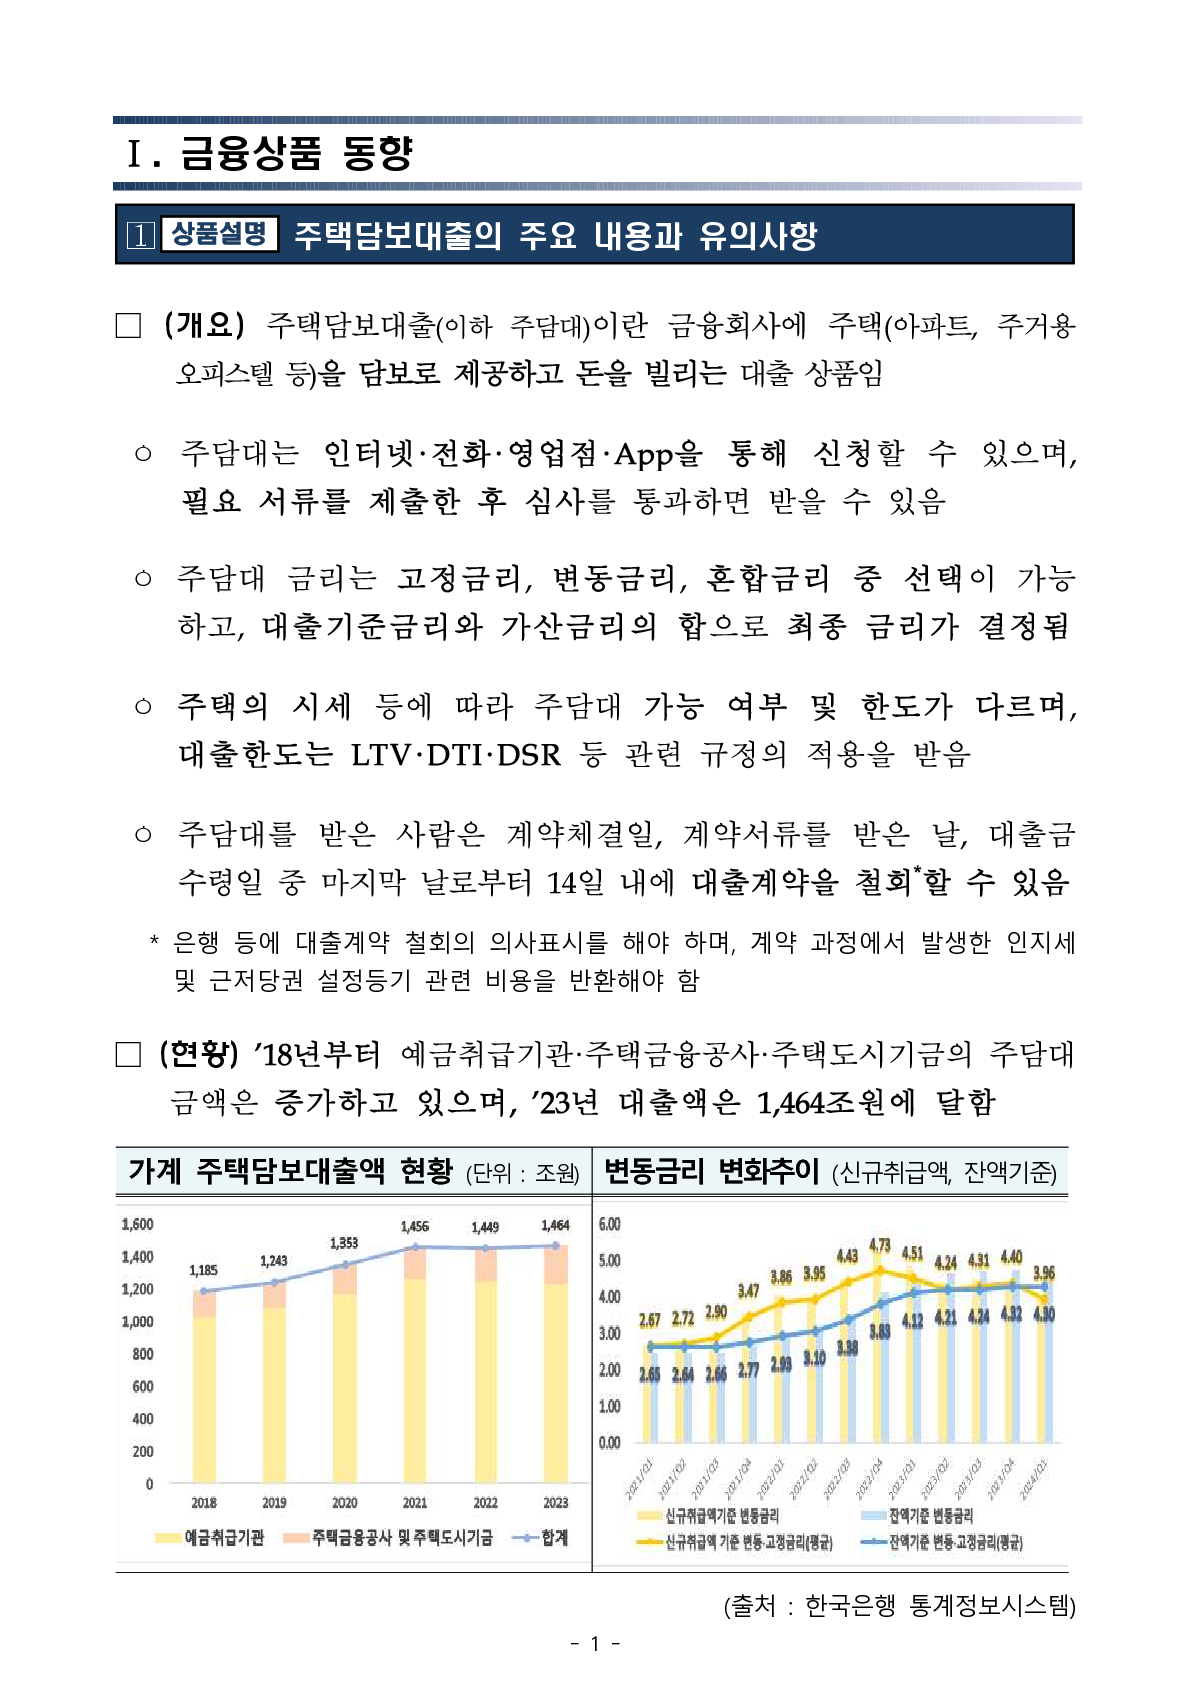 Ⅰ. 금융상품 동향
1 상품설명 주택담보대출의 주요 내용과 유의사항
□ (개요) 주택담보대출(이하 주담대)이란 금융회사에 주택(아파트, 주거용
오피스텔 등)을 담보로 제공하고 돈을 빌리는 대출 상품임
ㅇ 주담대는 인터넷·전화·영업점·App을 통해 신청할 수 있으며,
필요 서류를 제출한 후 심사를 통과하면 받을 수 있음
ㅇ 주담대 금리는 고정금리, 변동금리, 혼합금리 중 선택이 가능
하고, 대출기준금리와 가산금리의 합으로 최종 금리가 결정됨
ㅇ 주택의 시세 등에 따라 주담대 가능 여부 및 한도가 다르며,
대출한도는 LTV·DTI·DSR 등 관련 규정의 적용을 받음
ㅇ 주담대를 받은 사람은 계약체결일, 계약서류를 받은 날, 대출금
수령일 중 마지막 날로부터 14일 내에 대출계약을 철회*할 수 있음
* 은행 등에 대출계약 철회의 의사표시를 해야 하며, 계약 과정에서 발생한 인지세
및 근저당권 설정등기 관련 비용을 반환해야 함
□ (현황) ’18년부터 예금취급기관·주택금융공사·주택도시기금의 주담대
금액은 증가하고 있으며, ’23년 대출액은 1,464조원에 달함
가계 주택담보대출액 현황 (단위 : 조원)
1,600
1,400
1,200
1,000
800
600
400
200
0
1,185
1,243
1,353
1,456
1,449
1,464
2018 2019 2020 2021 2022 2023
예금취급기관 주택금융공사 및 주택도시기금 합계
변동금리 변화추이 (신규취급액, 잔액기준)
6.00
5.00
4.00
3.00
2.00
1.00
0.00
2.67 2.72 2.90 3.47 3.86 3.95 4.43 4.73 4.51 4.24 4.31 4.40 3.96
2.65 2.64 2.66 2.77 2.93 3.10 3.38 3.83 4.12 4.21 4.24 4.32 4.30
2021/Q1 2021/Q2 2021/Q3 2021/Q4 2022/Q1 2022/Q2 2022/Q3 2022/Q4 2023/Q1 2023/Q2 2023/Q3 2023/Q4 2024/Q1
신규취급액기준 변동금리 잔액기준 변동금리
신규취급액 기준 변동·고정금리(평균) 잔액기준 변동·고정금리(평균)
(출처 : 한국은행 통계정보시스템)
- 1 -